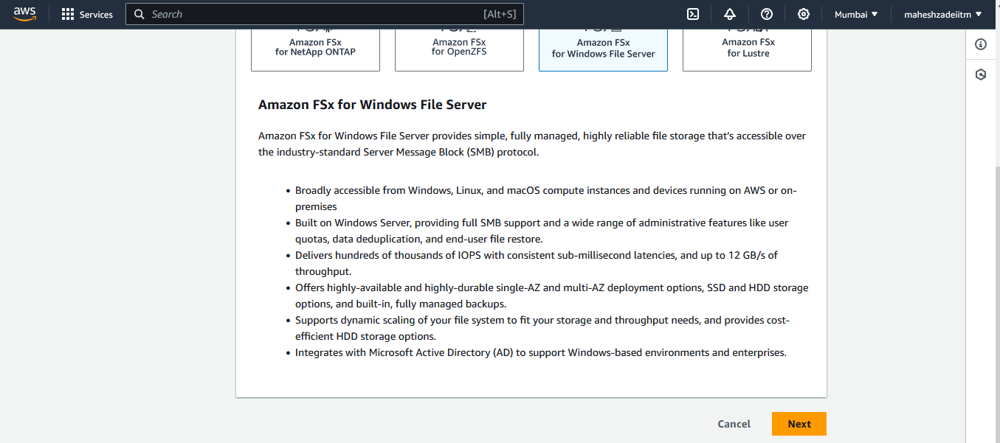 aws
Services
Search
[Alt+S]
Mumbai
maheshzadeiitm
Amazon FSx
for NetApp ONTAP
Amazon FSx
for OpenZFS
Amazon FSx
for Windows File Server
Amazon FSx
for Lustre
Amazon FSx for Windows File Server
Amazon FSx for Windows File Server provides simple, fully managed, highly reliable file storage that's accessible over
the industry-standard Server Message Block (SMB) protocol.
• Broadly accessible from Windows, Linux, and macOS compute instances and devices running on AWS or on-
premises
• Built on Windows Server, providing full SMB support and a wide range of administrative features like user
quotas, data deduplication, and end-user file restore.
• Delivers hundreds of thousands of IOPS with consistent sub-millisecond latencies, and up to 12 GB/s of
throughput.
• Offers highly-available and highly-durable single-AZ and multi-AZ deployment options, SSD and HDD storage
options, and built-in, fully managed backups.
• Supports dynamic scaling of your file system to fit your storage and throughput needs, and provides cost-
efficient HDD storage options.
• Integrates with Microsoft Active Directory (AD) to support Windows-based environments and enterprises.
Cancel
Next